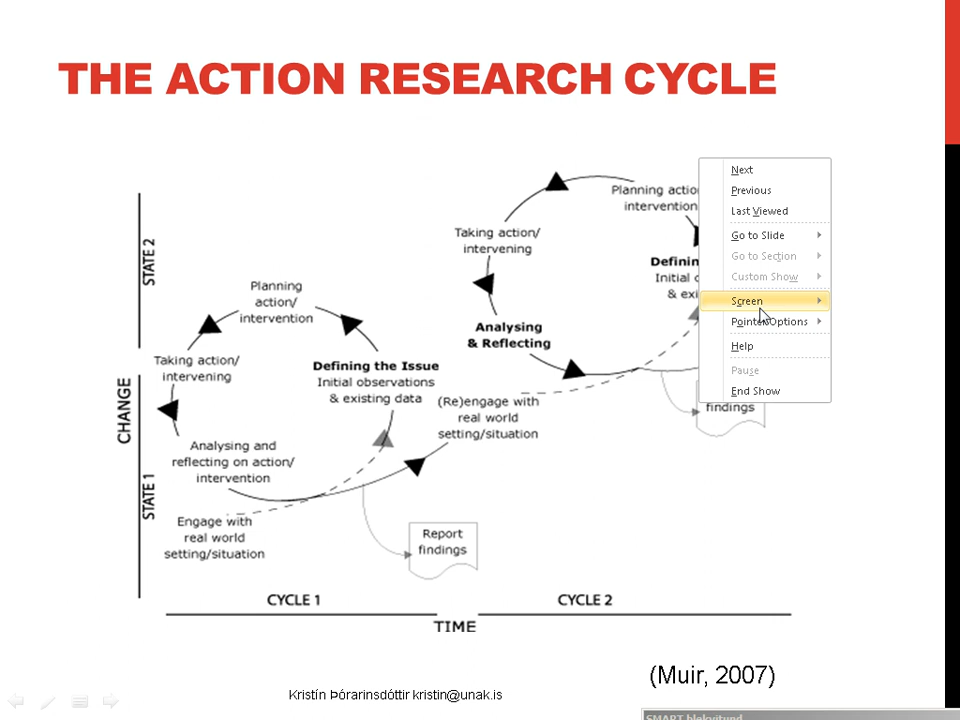 THE ACTION RESEARCH CYCLE
STATE 2
Planning
action/
intervention
Taking action/
intervening
Defining the Issue
Initial observations
& existing data
CHANGE
Analysing and
reflecting on action/
intervention
STATE 1
Engage with
real world
setting/situation
Report
findings
Planning
intervention
Taking action/
intervening
Initial
Analysing
& Reflecting
(Re)engage with
real world
setting/situation
findings
Next
Previous
Last Viewed
Go to Slide
Go to Section
Custom Show
Screen
Pointer Options
Help
Pause
End Show
CYCLE 1
CYCLE 2
TIME
(Muir, 2007)
Kristín Þórarinsdóttir kristin@unak.is